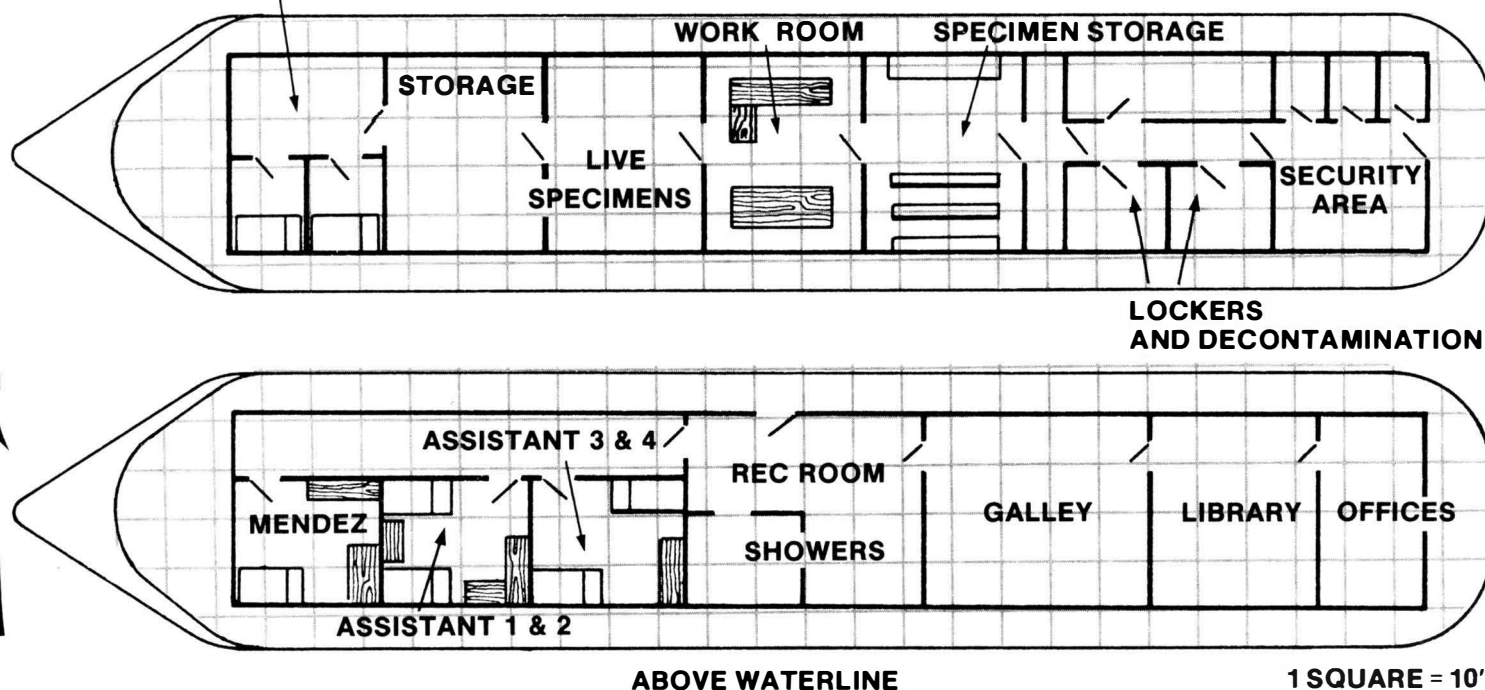 WORK ROOM
SPECIMEN STORAGE
STORAGE
LIVE
SPECIMENS
SECURITY
AREA
LOCKERS
AND DECONTAMINATION
ASSISTANT 3 & 4
REC ROOM
MENDEZ
GALLEY
LIBRARY
OFFICES
SHOWERS
ASSISTANT 1 & 2
ABOVE WATERLINE
1 SQUARE = 10'